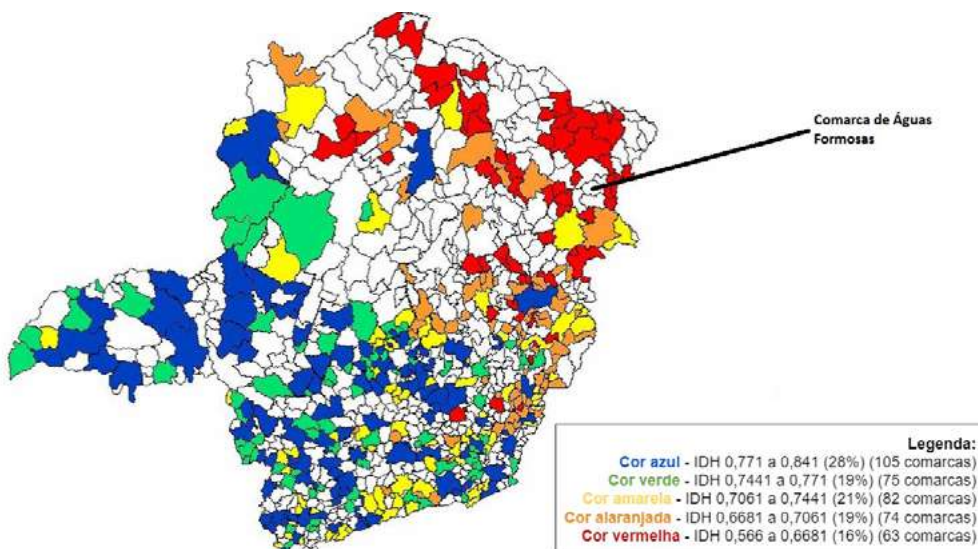 Comarca de Águas
Formosas
Legenda:
Cor azul - IDH 0,771 a 0,841 (28%) (105 comarcas)
Cor verde - IDH 0,7441 a 0,771 (19%) (75 comarcas)
Cor amarela - IDH 0,7061 a 0,7441 (21%) (82 comarcas)
Cor alaranjada - IDH 0,6681 a 0,7061 (19%) (74 comarcas)
Cor vermelha - IDH 0,566 a 0,6681 (16%) (63 comarcas)